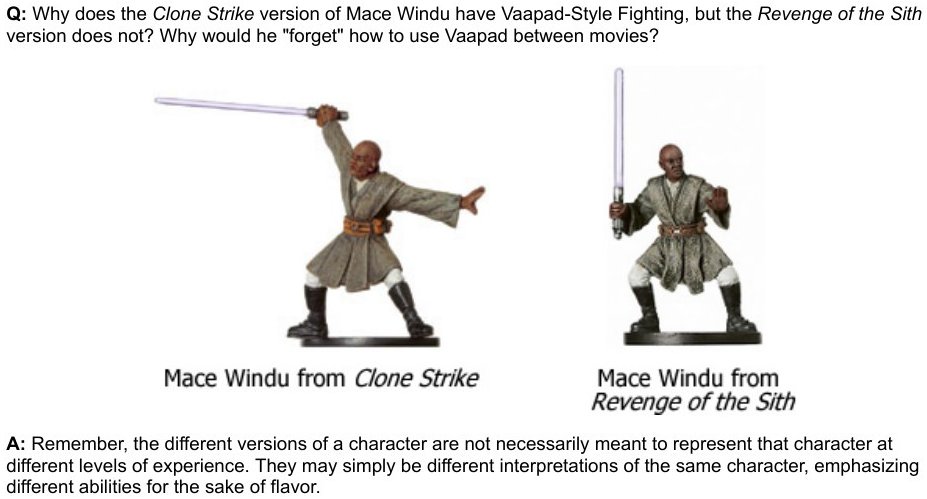 Q: Why does the Clone Strike version of Mace Windu have Vaapad-Style Fighting, but the Revenge of the Sith
version does not? Why would he "forget" how to use Vaapad between movies?
Mace Windu from Clone Strike
Mace Windu from
Revenge of the Sith
A: Remember, the different versions of a character are not necessarily meant to represent that character at
different levels of experience. They may simply be different interpretations of the same character, emphasizing
different abilities for the sake of flavor.